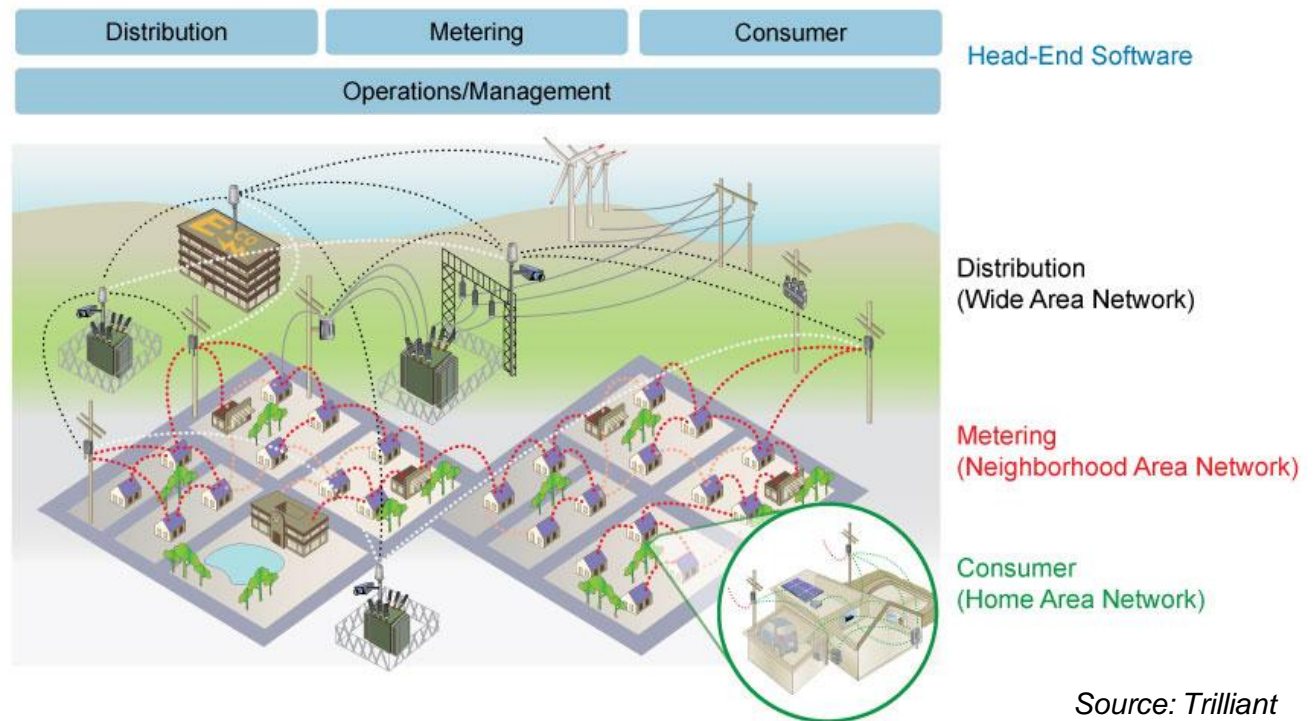 Distribution
Metering
Consumer
Head-End Software
Operations/Management
E-CO
Distribution
(Wide Area Network)
Metering
(Neighborhood Area Network)
Consumer
(Home Area Network)
Source: Trilliant